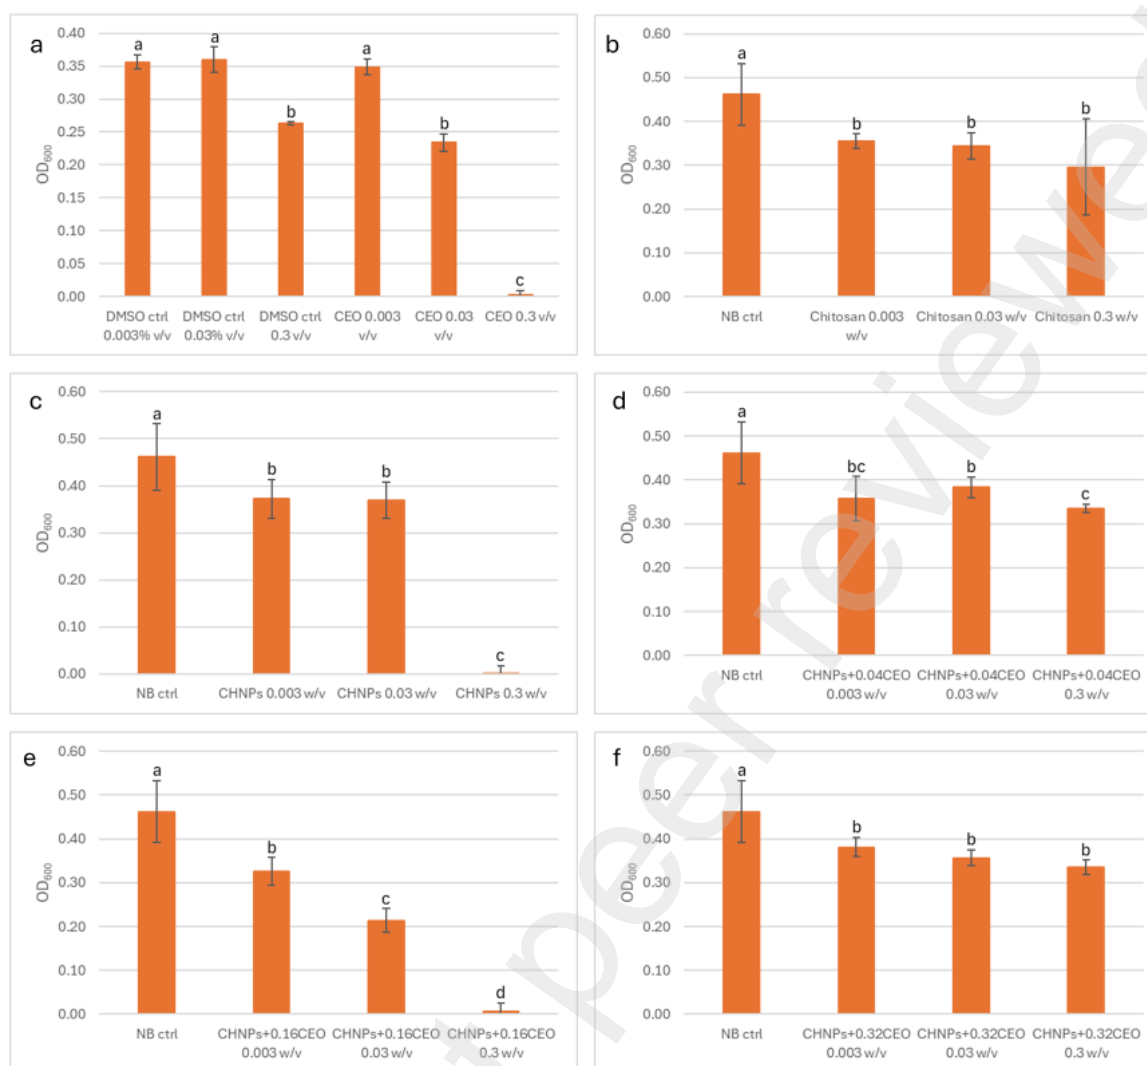 a
0.40
0.35
0.30
0.25
0.20
0.15
0.10
0.05
0.00
OD600
a
a
b
a
b
c
DMSO ctrl 0.003% v/v
DMSO ctrl 0.03% v/v
DMSO ctrl 0.3 v/v
CEO 0.003 v/v
CEO 0.03 v/v
CEO 0.3 v/v
b
0.60
0.50
0.40
0.30
0.20
0.10
0.00
OD600
a
b
b
b
NB ctrl
Chitosan 0.003 w/v
Chitosan 0.03 w/v
Chitosan 0.3 w/v
c
0.60
0.50
0.40
0.30
0.20
0.10
0.00
OD600
a
b
b
c
NB ctrl
CHNPs 0.003 w/v
CHNPs 0.03 w/v
CHNPs 0.3 w/v
d
0.60
0.50
0.40
0.30
0.20
0.10
0.00
OD600
a
bc
b
c
NB ctrl
CHNPs+0.04CEO 0.003 w/v
CHNPs+0.04CEO 0.03 w/v
CHNPs+0.04CEO 0.3 w/v
e
0.60
0.50
0.40
0.30
0.20
0.10
0.00
OD600
a
b
c
d
NB ctrl
CHNPs+0.16CEO 0.003 w/v
CHNPs+0.16CEO 0.03 w/v
CHNPs+0.16CEO 0.3 w/v
f
0.60
0.50
0.40
0.30
0.20
0.10
0.00
OD600
a
b
b
b
NB ctrl
CHNPs+0.32CEO 0.003 w/v
CHNPs+0.32CEO 0.03 w/v
CHNPs+0.32CEO 0.3 w/v
t peer reviewe